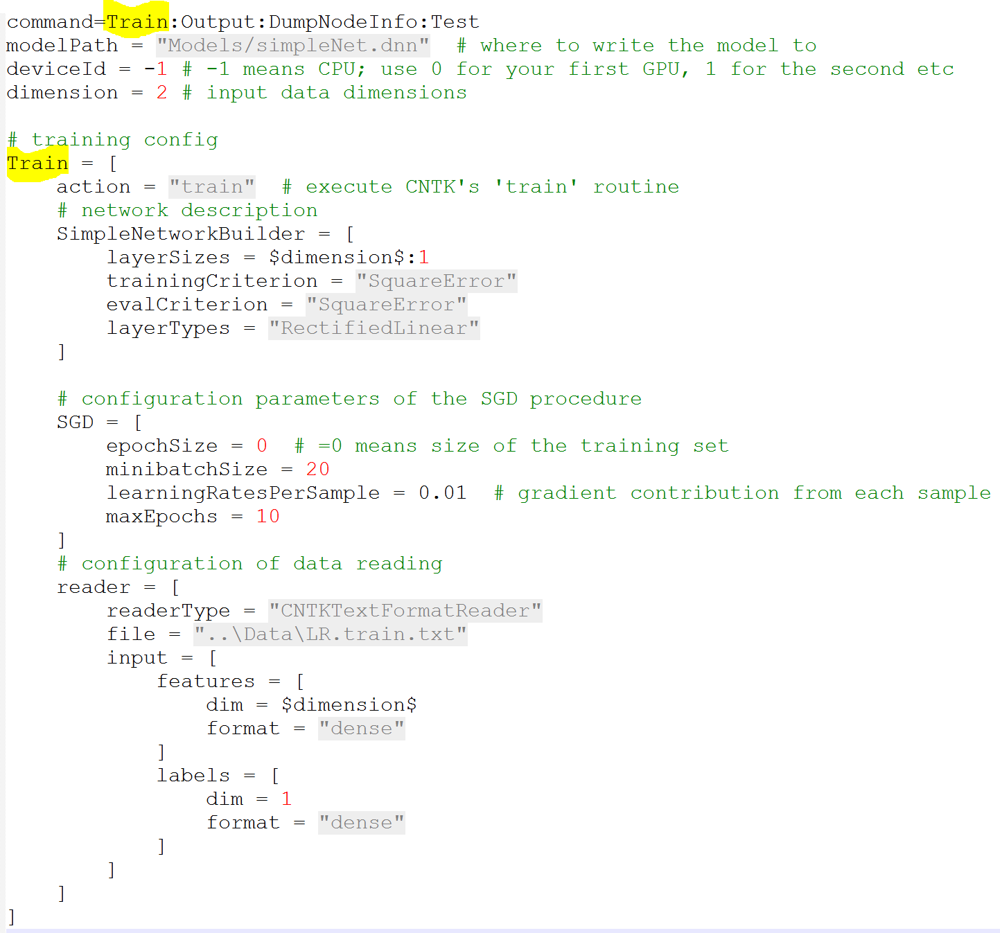 command=Train:Output:DumpNodeInfo:Test
modelPath = "Models/simpleNet.dnn"  # where to write the model to
deviceId = -1 # -1 means CPU; use 0 for your first GPU, 1 for the second etc
dimension = 2 # input data dimensions

# training config
Train = [
    action = "train"  # execute CNTK's 'train' routine
    # network description
    SimpleNetworkBuilder = [
        layerSizes = $dimension$:1
        trainingCriterion = "SquareError"
        evalCriterion = "SquareError"
        layerTypes = "RectifiedLinear"
    ]

    # configuration parameters of the SGD procedure
    SGD = [
        epochSize = 0  # =0 means size of the training set
        minibatchSize = 20
        learningRatesPerSample = 0.01  # gradient contribution from each sample
        maxEpochs = 10
    ]
    # configuration of data reading
    reader = [
        readerType = "CNTKTextFormatReader"
        file = "..\Data\LR.train.txt"
        input = [
            features = [
                dim = $dimension$
                format = "dense"
            ]
            labels = [
                dim = 1
                format = "dense"
            ]
        ]
    ]
]